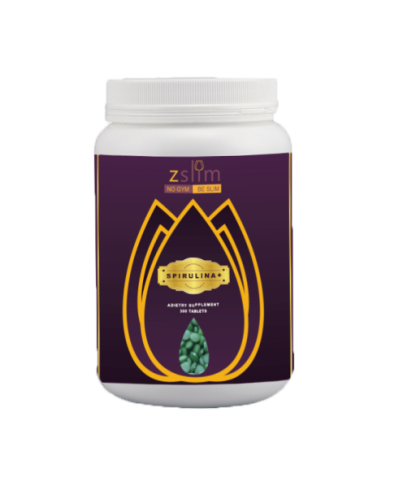 zslim
NO GYM BE SLIM
SPIRULINA+
ADIETRY SUPPLEMENT
300 TABLETS